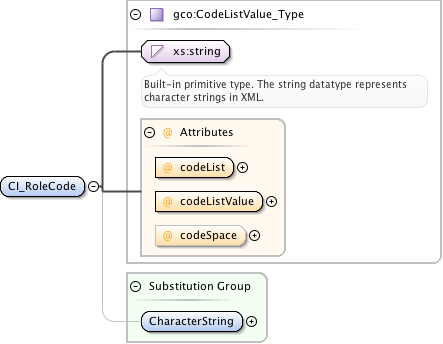 gco:CodeListValue_Type
xs:string
Built-in primitive type. The string datatype represents
character strings in XML.
@ Attributes
@ codeList
CI_RoleCode
@ codeListValue
@ codeSpace
Substitution Group
CharacterString